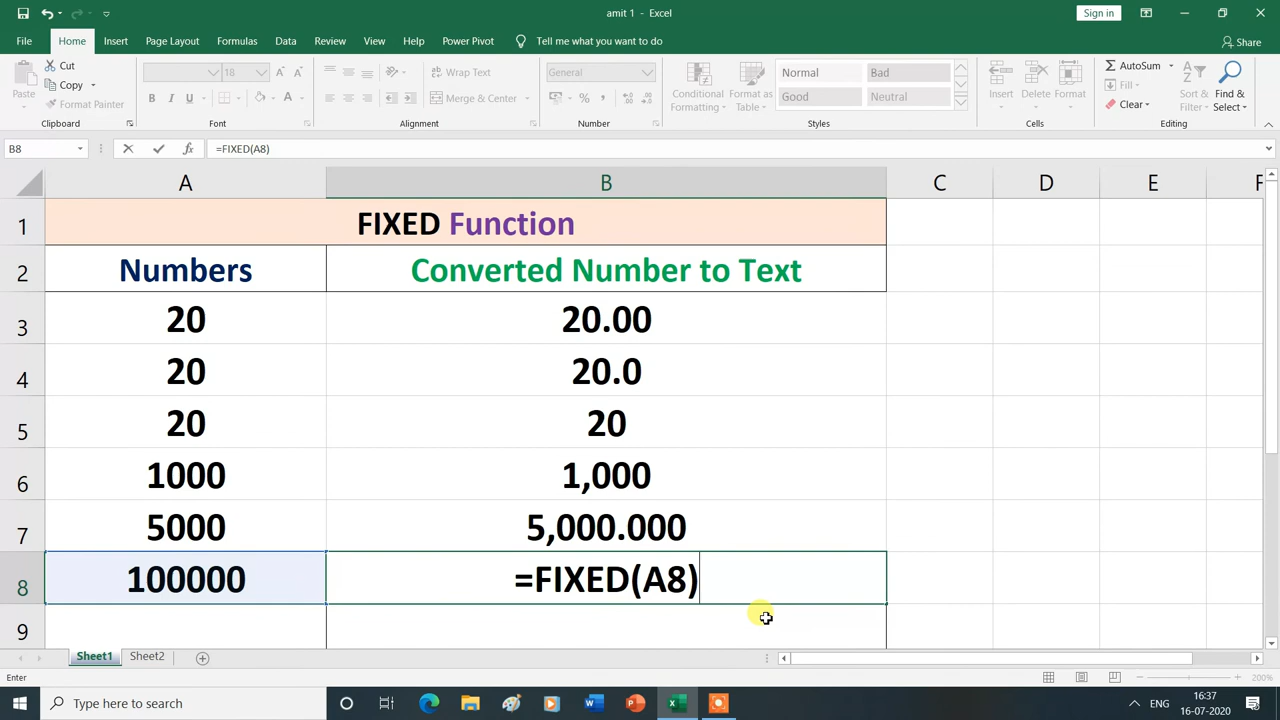 amit 1 - Excel
Sign in
File Home Insert Page Layout Formulas Data Review View Help Power Pivot Tell me what you want to do Share
Paste
Cut
Copy
Format Painter
Clipboard
18
B I U
A A
Font
Wrap Text
Merge & Center
Alignment
General
% ,
Number
Conditional Formatting
Format as Table
Normal Bad
Good Neutral
Styles
Insert Delete Format
Cells
AutoSum
Fill
Clear
Sort & Filter
Find & Select
Editing
B8 fx =FIXED(A8)
A B C D E F
1 FIXED Function
2 Numbers Converted Number to Text
3 20 20.00
4 20 20.0
5 20 20
6 1000 1,000
7 5000 5,000.000
8 100000 =FIXED(A8)
9
Sheet1 Sheet2
Enter 200%
Type here to search
ENG
16:37
16-07-2020